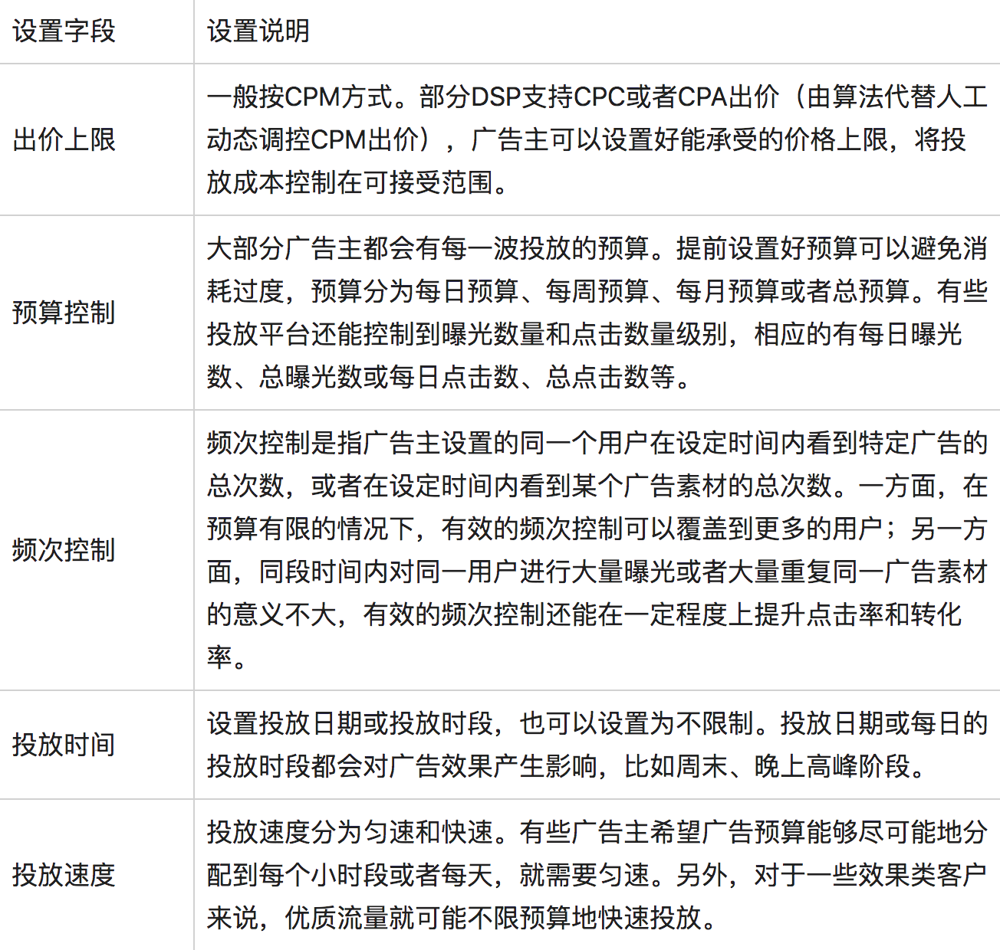 设置字段
设置说明
出价上限
一般按CPM方式。部分DSP支持CPC或者CPA出价（由算法代替人工
动态调控CPM出价），广告主可以设置好能承受的价格上限，将投
放成本控制在可接受范围。
预算控制
大部分广告主都会有每一波投放的预算。提前设置好预算可以避免消
耗过度，预算分为每日预算、每周预算、每月预算或者总预算。有些
投放平台还能控制到曝光数量和点击数量级别，相应的有每日曝光
数、总曝光数或每日点击数、总点击数等。
频次控制
频次控制是指广告主设置的同一个用户在设定时间内看到特定广告的
总次数，或者在设定时间内看到某个广告素材的总次数。一方面，在
预算有限的情况下，有效的频次控制可以覆盖到更多的用户；另一方
面，同段时间内对同一用户进行大量曝光或者大量重复同一广告素材
的意义不大，有效的频次控制还能在一定程度上提升点击率和转化
率。
投放时间
设置投放日期或投放时段，也可以设置为不限制。投放日期或每日的
投放时段都会对广告效果产生影响，比如周末、晚上高峰阶段。
投放速度
投放速度分为匀速和快速。有些广告主希望广告预算能够尽可能地分
配到每个小时段或者每天，就需要匀速。另外，对于一些效果类客户
来说，优质流量就可能不限预算地快速投放。